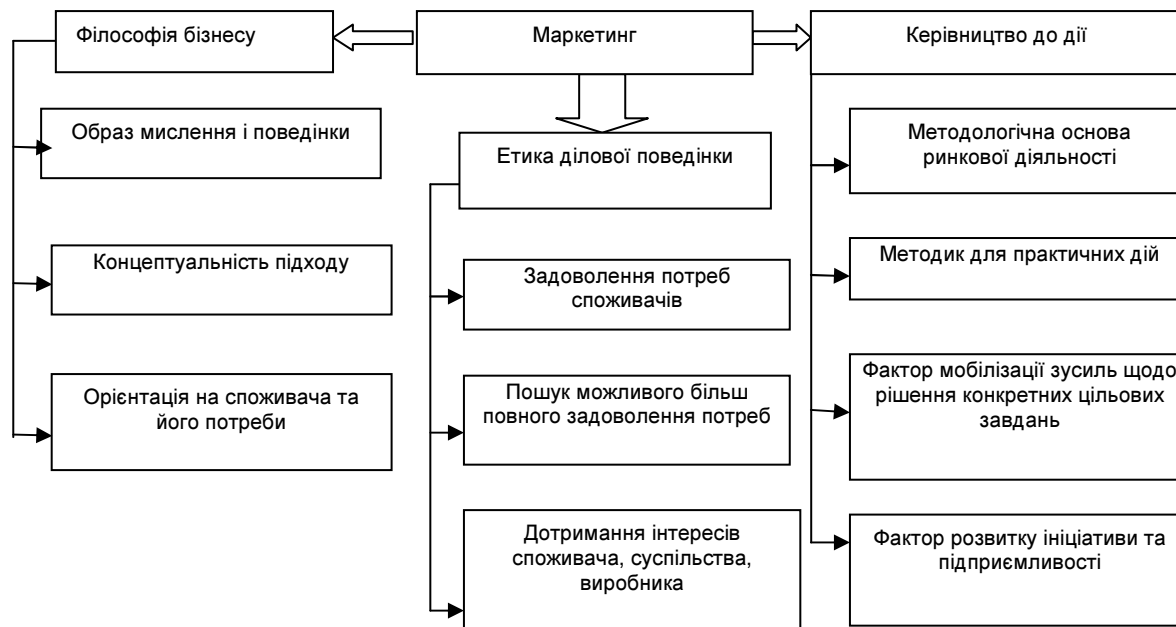 Філософія бізнесу
Маркетинг
Керівництво до дії
Образ мислення і поведінки
Концептуальність підходу
Орієнтація на споживача та
його потреби
Етика ділової поведінки
Задоволення потреб
споживачів
Пошук можливого більш
повного задоволення потреб
Дотримання інтересів
споживача, суспільства,
виробника
Методологічна основа
ринкової діяльності
Методик для практичних дій
Фактор мобілізації зусиль щодо
рішення конкретних цільових
завдань
Фактор розвитку ініціативи та
підприємливості